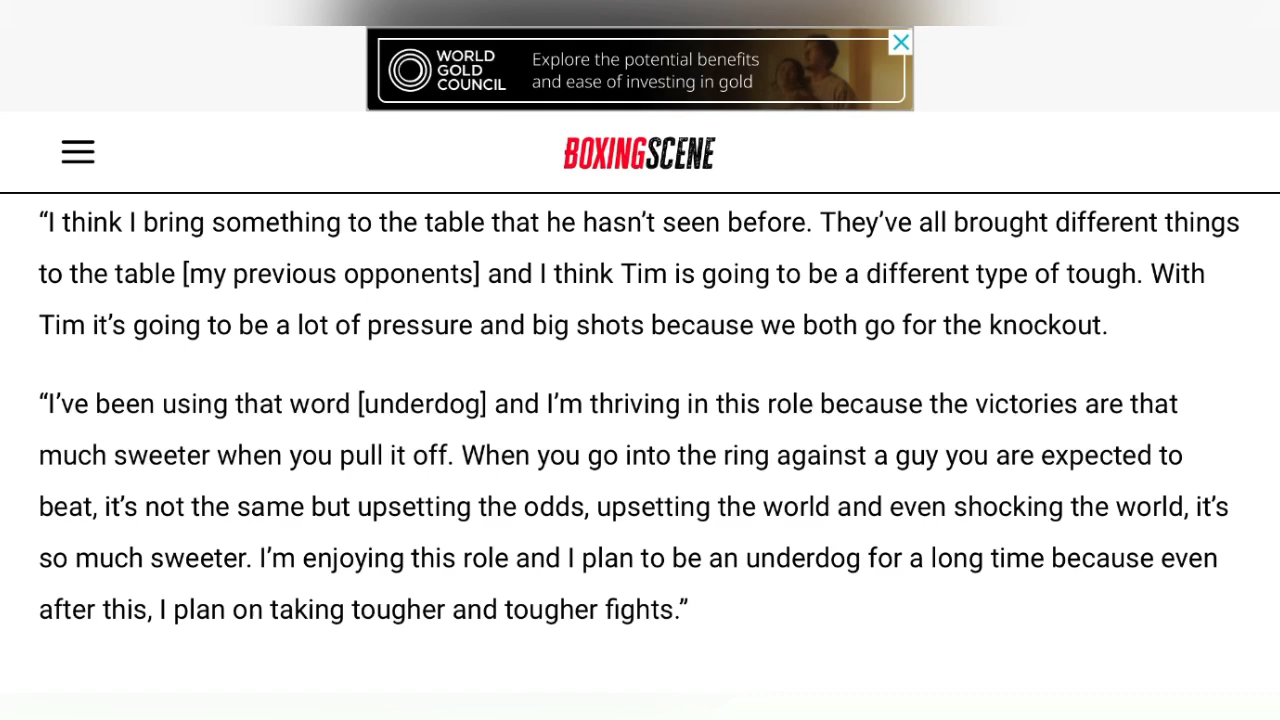 WORLD
GOLD
COUNCIL
Explore the potential benefits
and ease of investing in gold
BOXINGSCENE
“I think I bring something to the table that he hasn’t seen before. They’ve all brought different things
to the table [my previous opponents] and I think Tim is going to be a different type of tough. With
Tim it’s going to be a lot of pressure and big shots because we both go for the knockout.
“I’ve been using that word [underdog] and I’m thriving in this role because the victories are that
much sweeter when you pull it off. When you go into the ring against a guy you are expected to
beat, it’s not the same but upsetting the odds, upsetting the world and even shocking the world, it’s
so much sweeter. I’m enjoying this role and I plan to be an underdog for a long time because even
after this, I plan on taking tougher and tougher fights.”